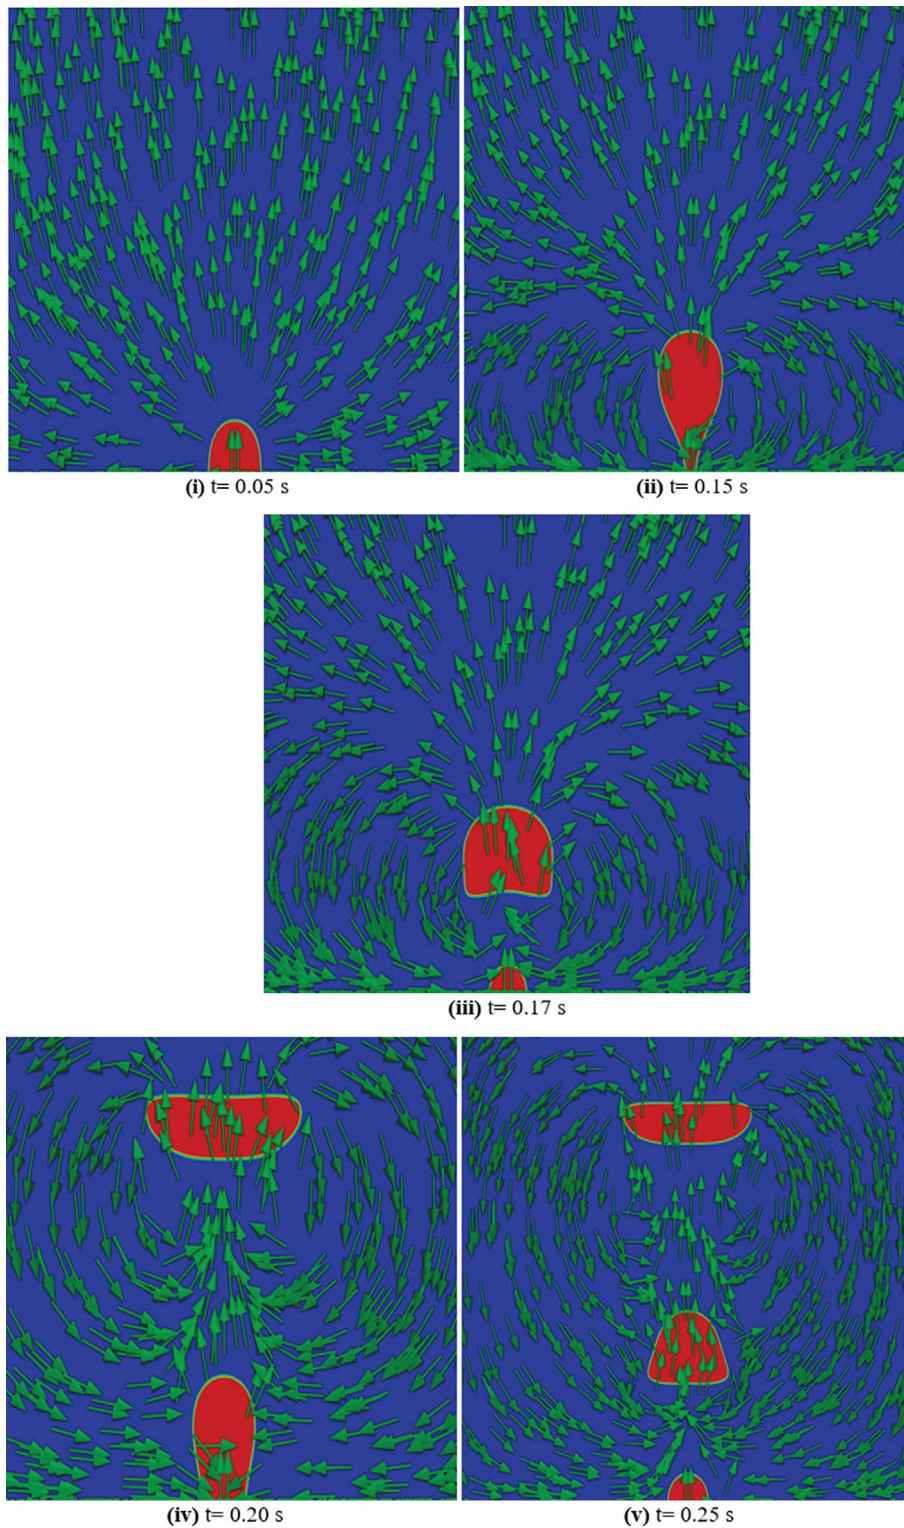 (i) t= 0.05 s
(ii) t= 0.15 s
(iii) t= 0.17 s
(iv) t= 0.20 s
(v) t= 0.25 s